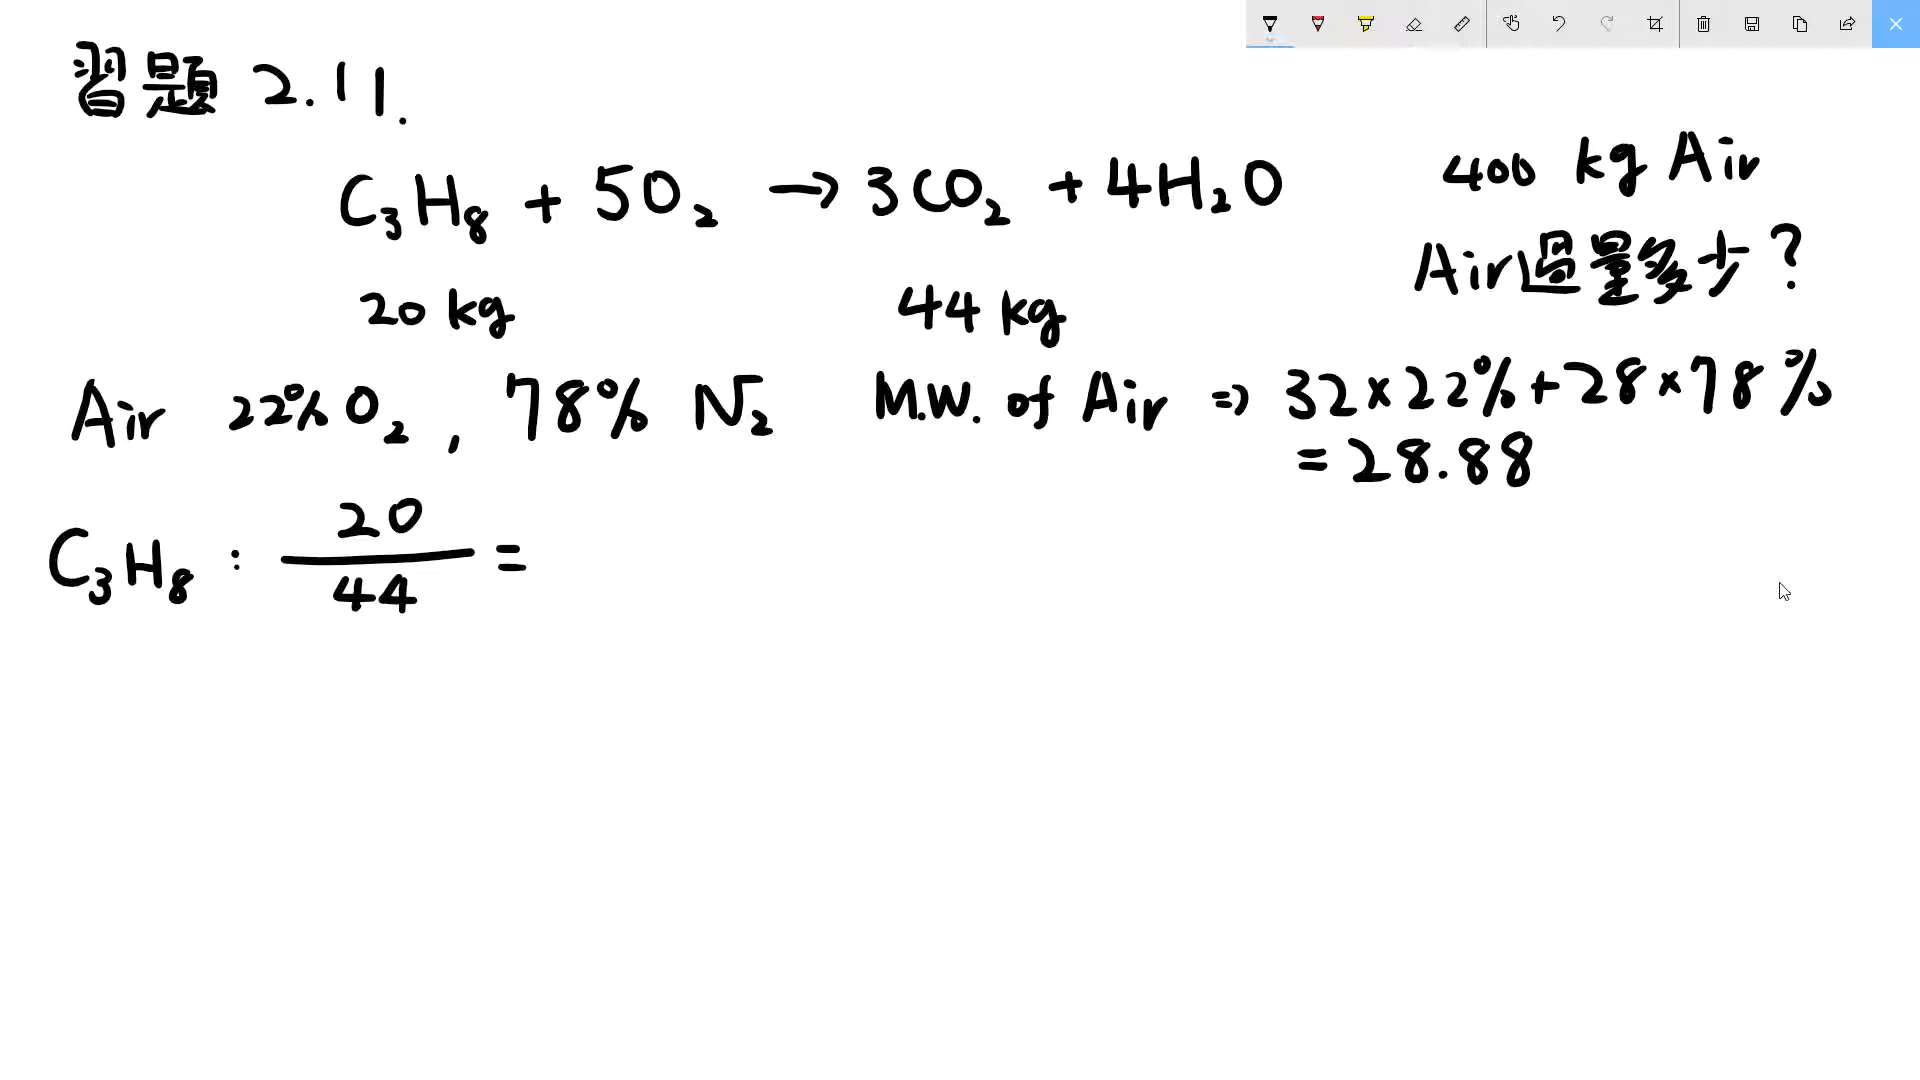 習題 2.11.
C₃H₈ + 5O₂ → 3CO₂ + 4H₂O
400 kg Air
Air過量多少?
20 kg 44 kg
Air 22% O₂, 78% N₂
M.W. of Air ⇒ 32×22%+28×78%
= 28.88
C₃H₈ : 20/44 =